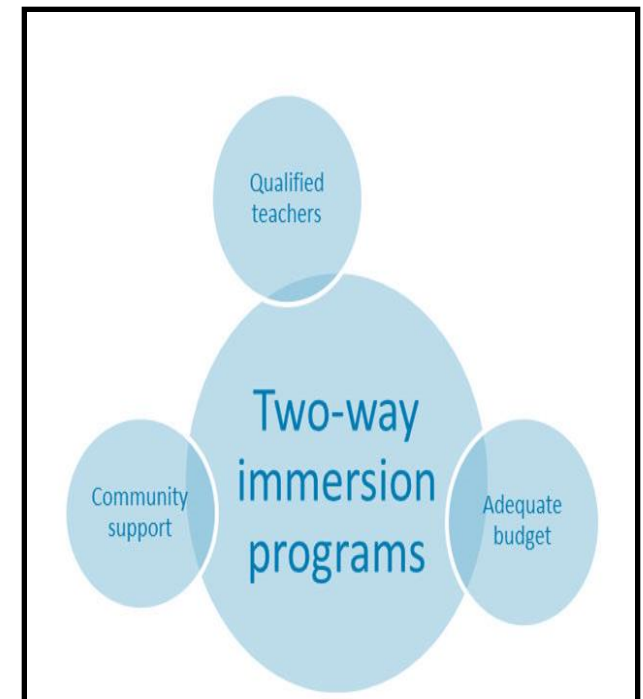 Qualified
teachers
Two-way
immersion
programs
Community
support
Adequate
budget